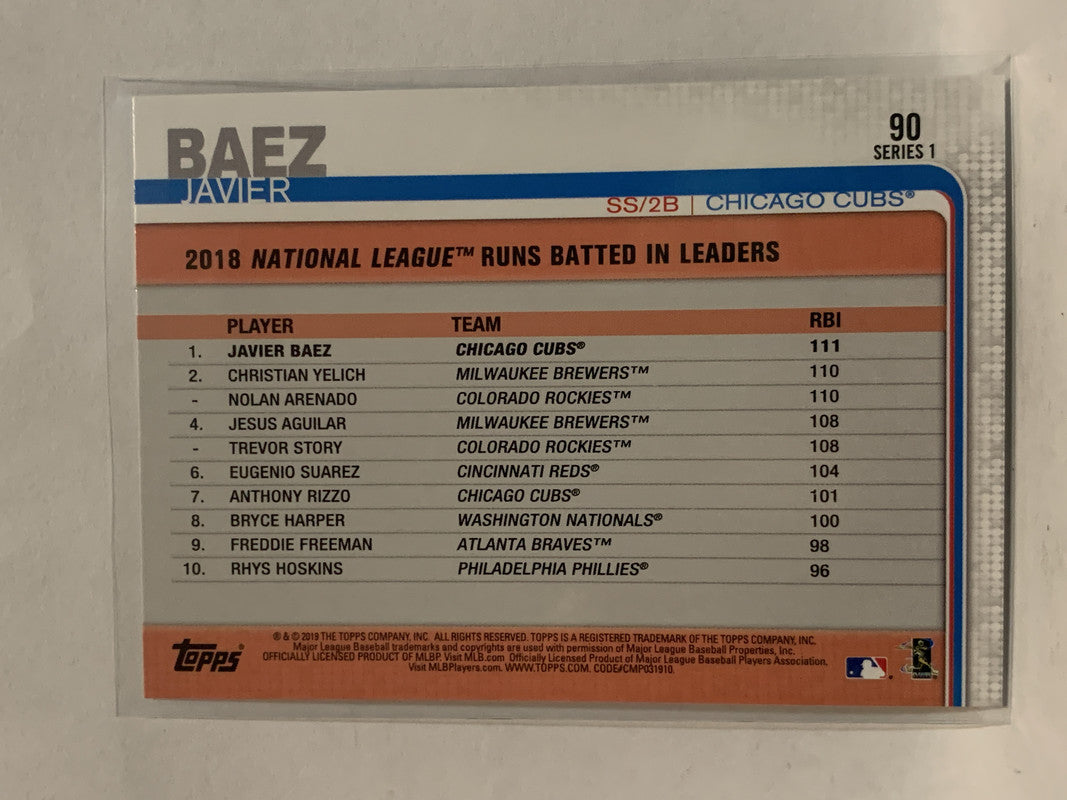 BAEZ
JAVIER
90
SERIES 1
SS/2B | CHICAGO CUBS®
2018 NATIONAL LEAGUE™ RUNS BATTED IN LEADERS
PLAYER TEAM RBI
1. JAVIER BAEZ CHICAGO CUBS® 111
2. CHRISTIAN YELICH MILWAUKEE BREWERS™ 110
- NOLAN ARENADO COLORADO ROCKIES™ 110
4. JESUS AGUILAR MILWAUKEE BREWERS™ 108
- TREVOR STORY COLORADO ROCKIES™ 108
6. EUGENIO SUAREZ CINCINNATI REDS® 104
7. ANTHONY RIZZO CHICAGO CUBS® 101
8. BRYCE HARPER WASHINGTON NATIONALS® 100
9. FREDDIE FREEMAN ATLANTA BRAVES™ 98
10. RHYS HOSKINS PHILADELPHIA PHILLIES® 96
TOPPS®
® & © 2019 THE TOPPS COMPANY, INC. ALL RIGHTS RESERVED. TOPPS IS A REGISTERED TRADEMARK OF THE TOPPS COMPANY, INC.
Major League Baseball trademarks and copyrights are used with permission of Major League Baseball Properties, Inc.
OFFICIALLY LICENSED PRODUCT OF MLBP. Visit MLB.com Officially Licensed Product of Major League Baseball Players Association.
Visit MLBPlayers.com. WWW.TOPPS.COM. CODE#CMP031910.